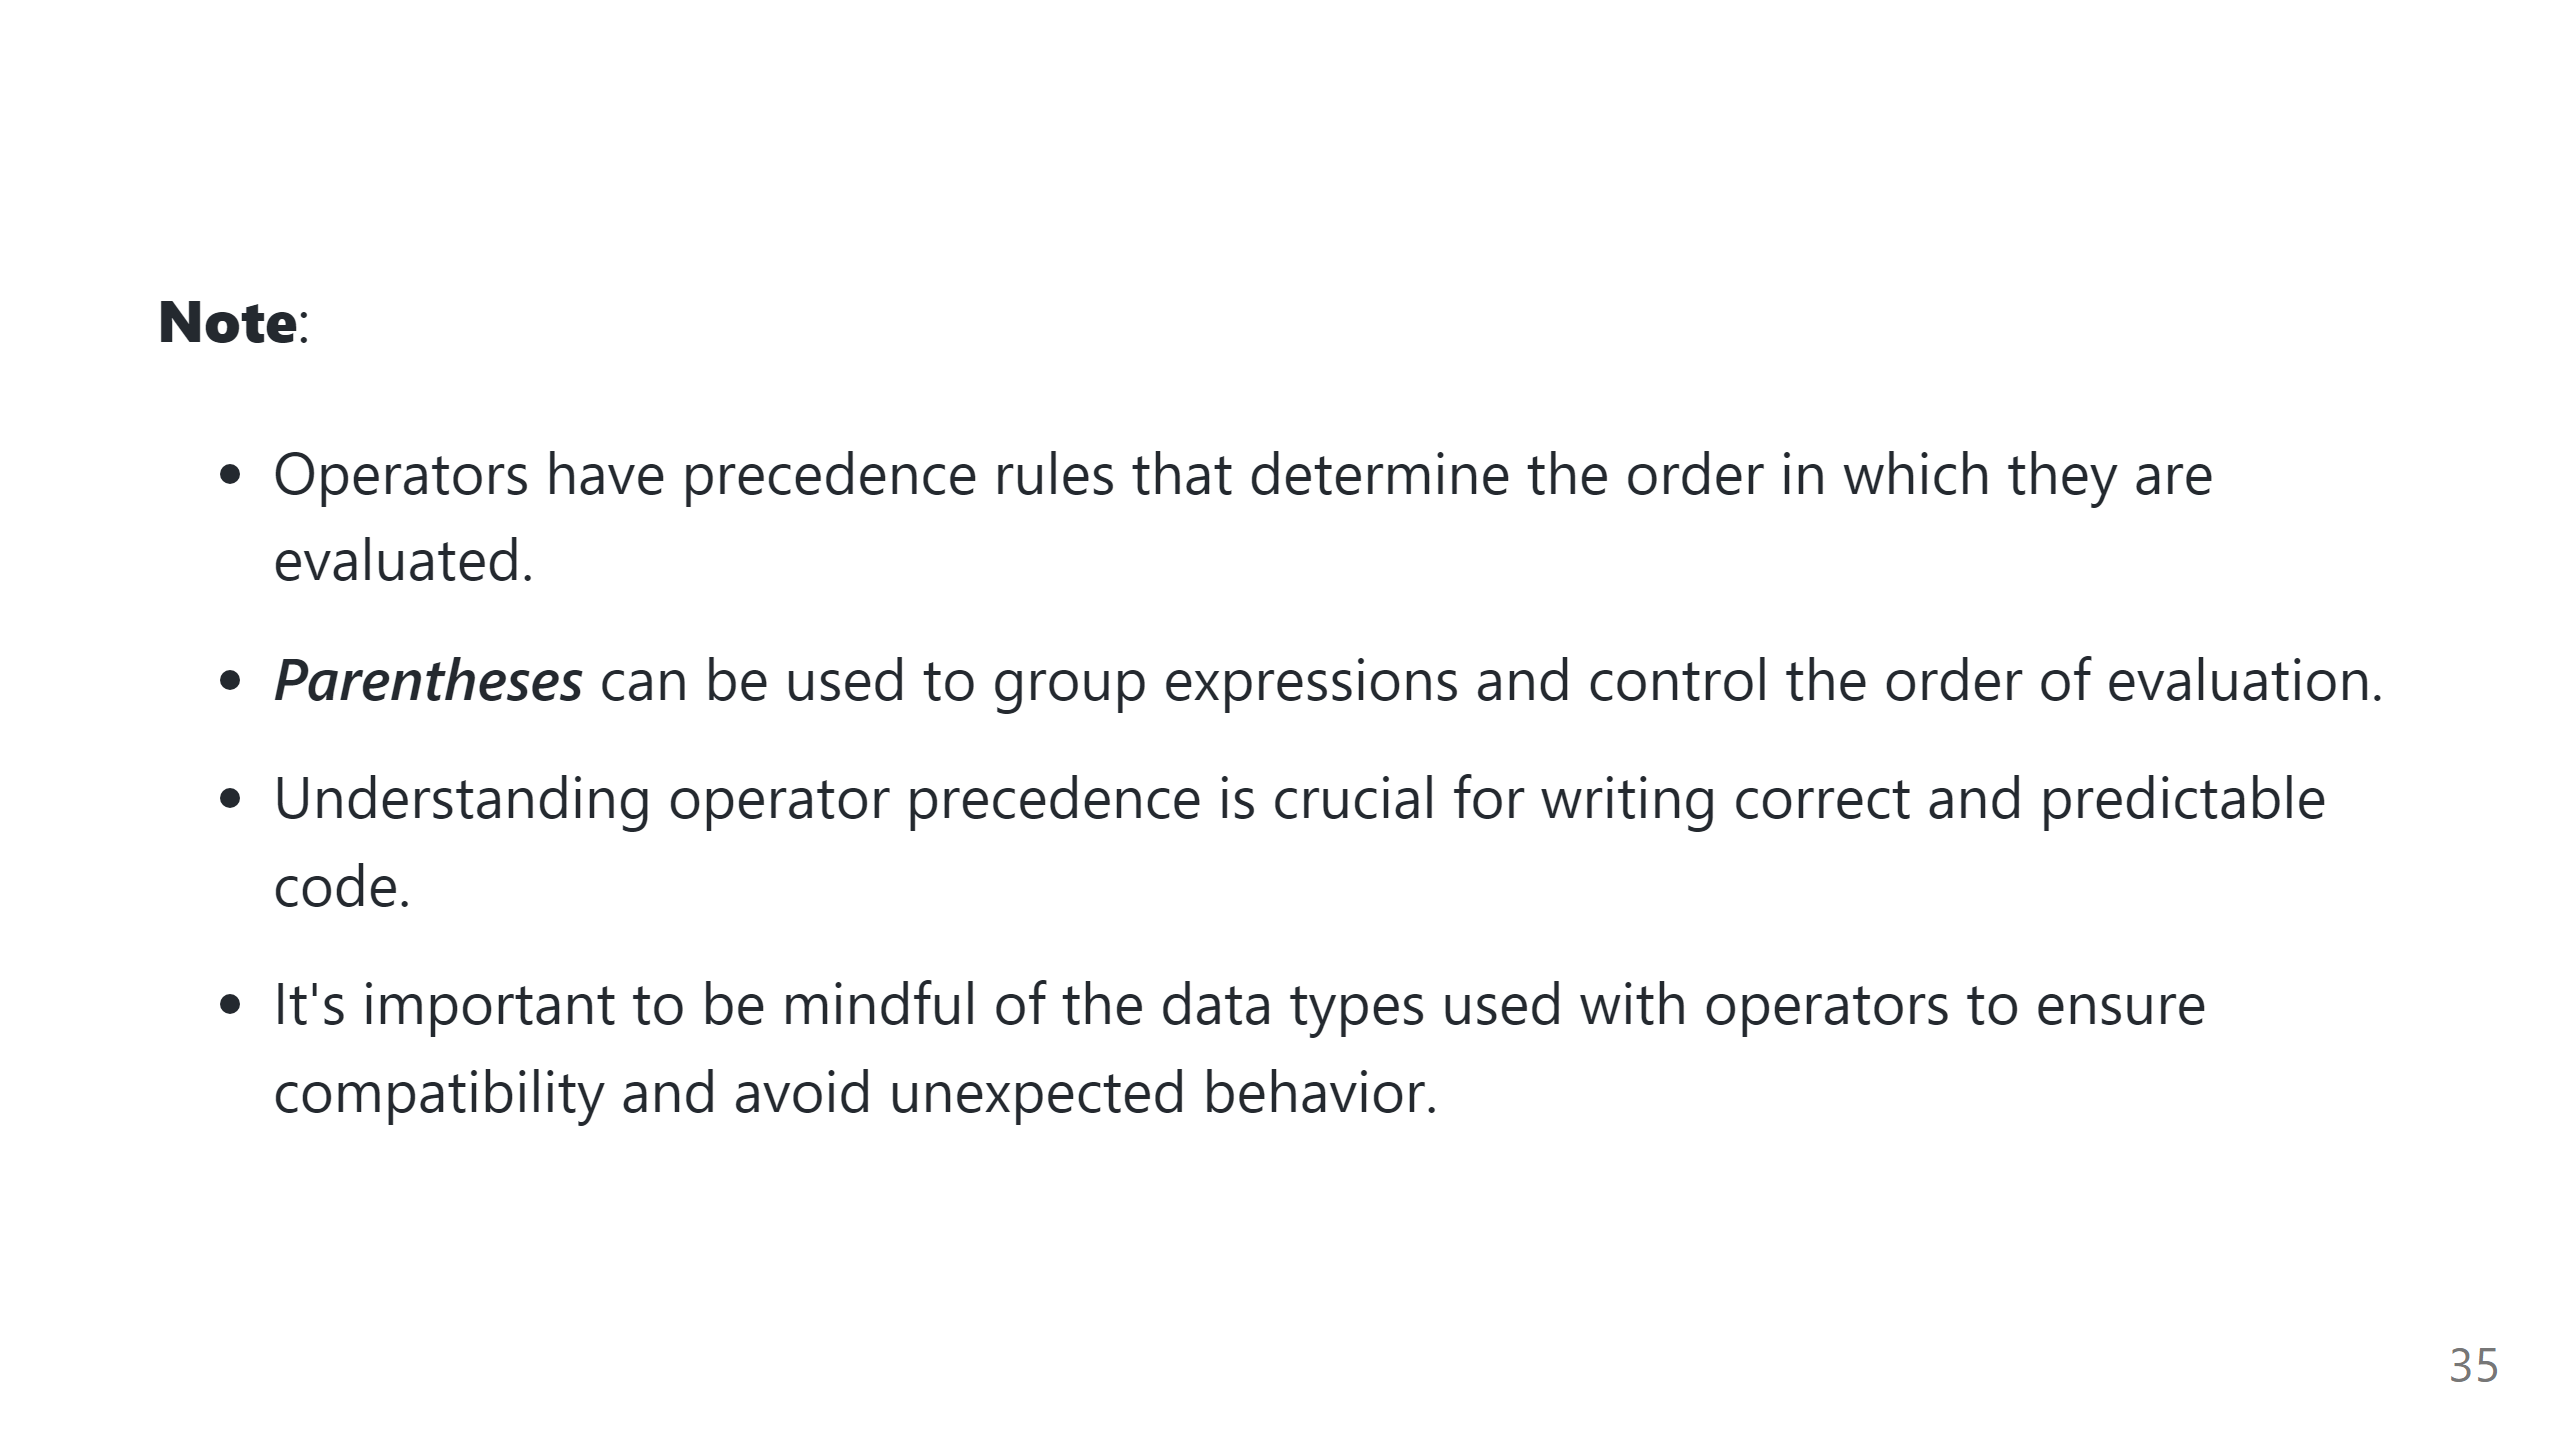 Note:
• Operators have precedence rules that determine the order in which they are
evaluated.
• Parentheses can be used to group expressions and control the order of evaluation.
• Understanding operator precedence is crucial for writing correct and predictable
code.
• It's important to be mindful of the data types used with operators to ensure
compatibility and avoid unexpected behavior.
35